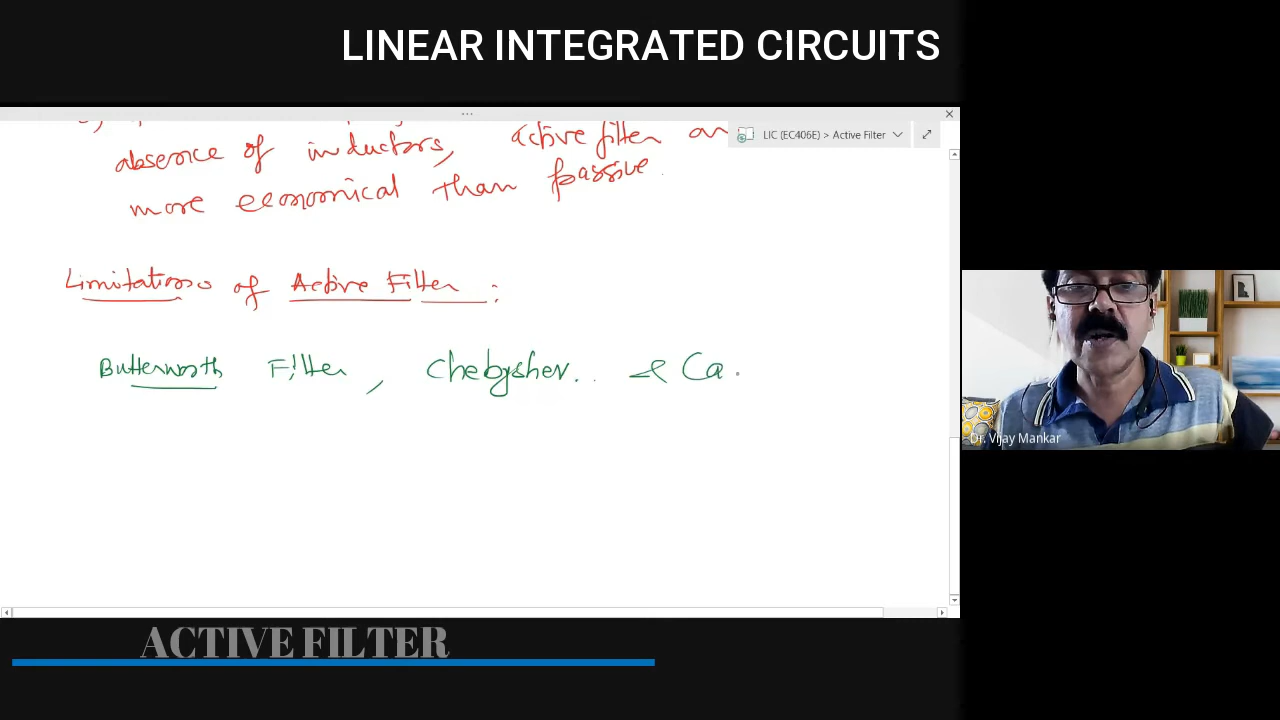 LINEAR INTEGRATED CIRCUITS
LIC (EC406E) > Active Filter
absence of inductors, active filter
more economical than passive.
Limitations of Active Filter :
Butterworth Filter, Chebyshev.. & Ca
Dr. Vijay Mankar
ACTIVE FILTER